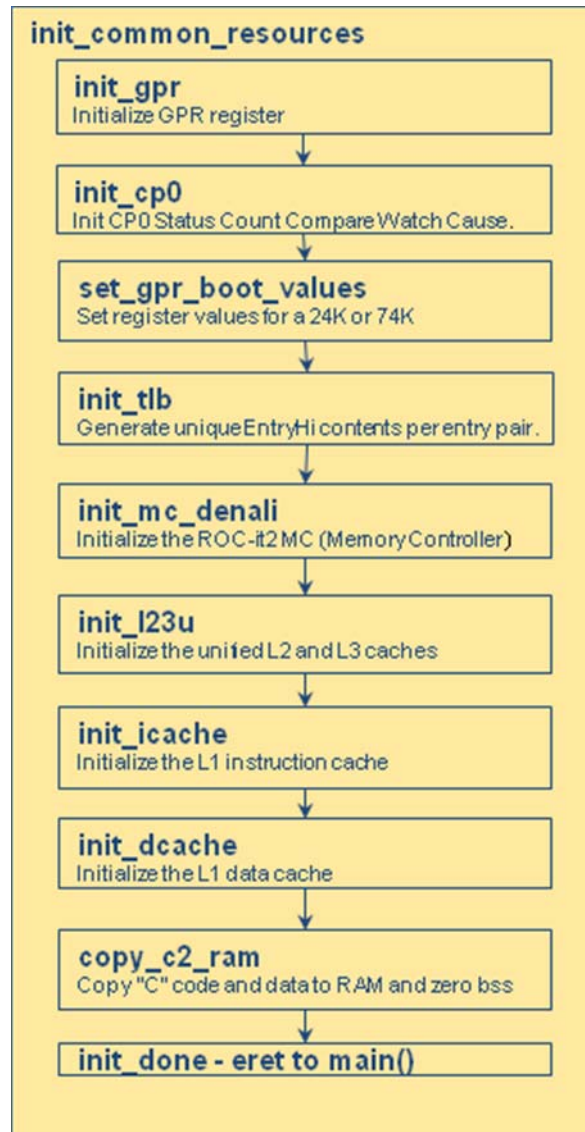 init_common_resources
init_gpr
Initialize GPR register
init_cp0
Init CP0 Status Count Compare Watch Cause.
set_gpr_boot_values
Set register values for a 24K or 74K
init_tlb
Generate unique EntryHi contents per entry pair.
init_mc_denali
Initialize the ROC-it2 MC (Memory Controller)
init_l23u
Initialize the unified L2 and L3 caches
init_icache
Initialize the L1 instruction cache
init_dcache
Initialize the L1 data cache
copy_c2_ram
Copy "C" code and data to RAM and zero bss
init_done - eret to main()